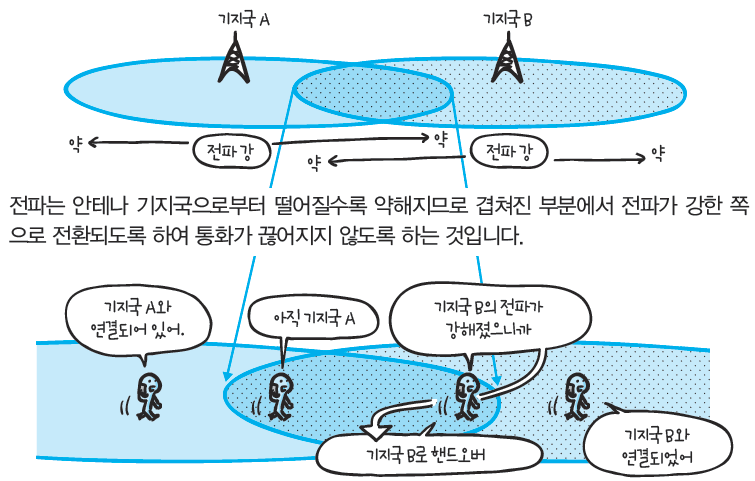 기지국 A
기지국 B
약
전파 강
약
약
전파 강
약
전파는 안테나 기지국으로부터 떨어질수록 약해지므로 겹쳐진 부분에서 전파가 강한 쪽
으로 전환되도록 하여 통화가 끊어지지 않도록 하는 것입니다.
기지국 A와
연결되어 있어.
아직 기지국 A
기지국 B의 전파가
강해졌으니까
기지국 B로 핸드오버
기지국 B와
연결되었어